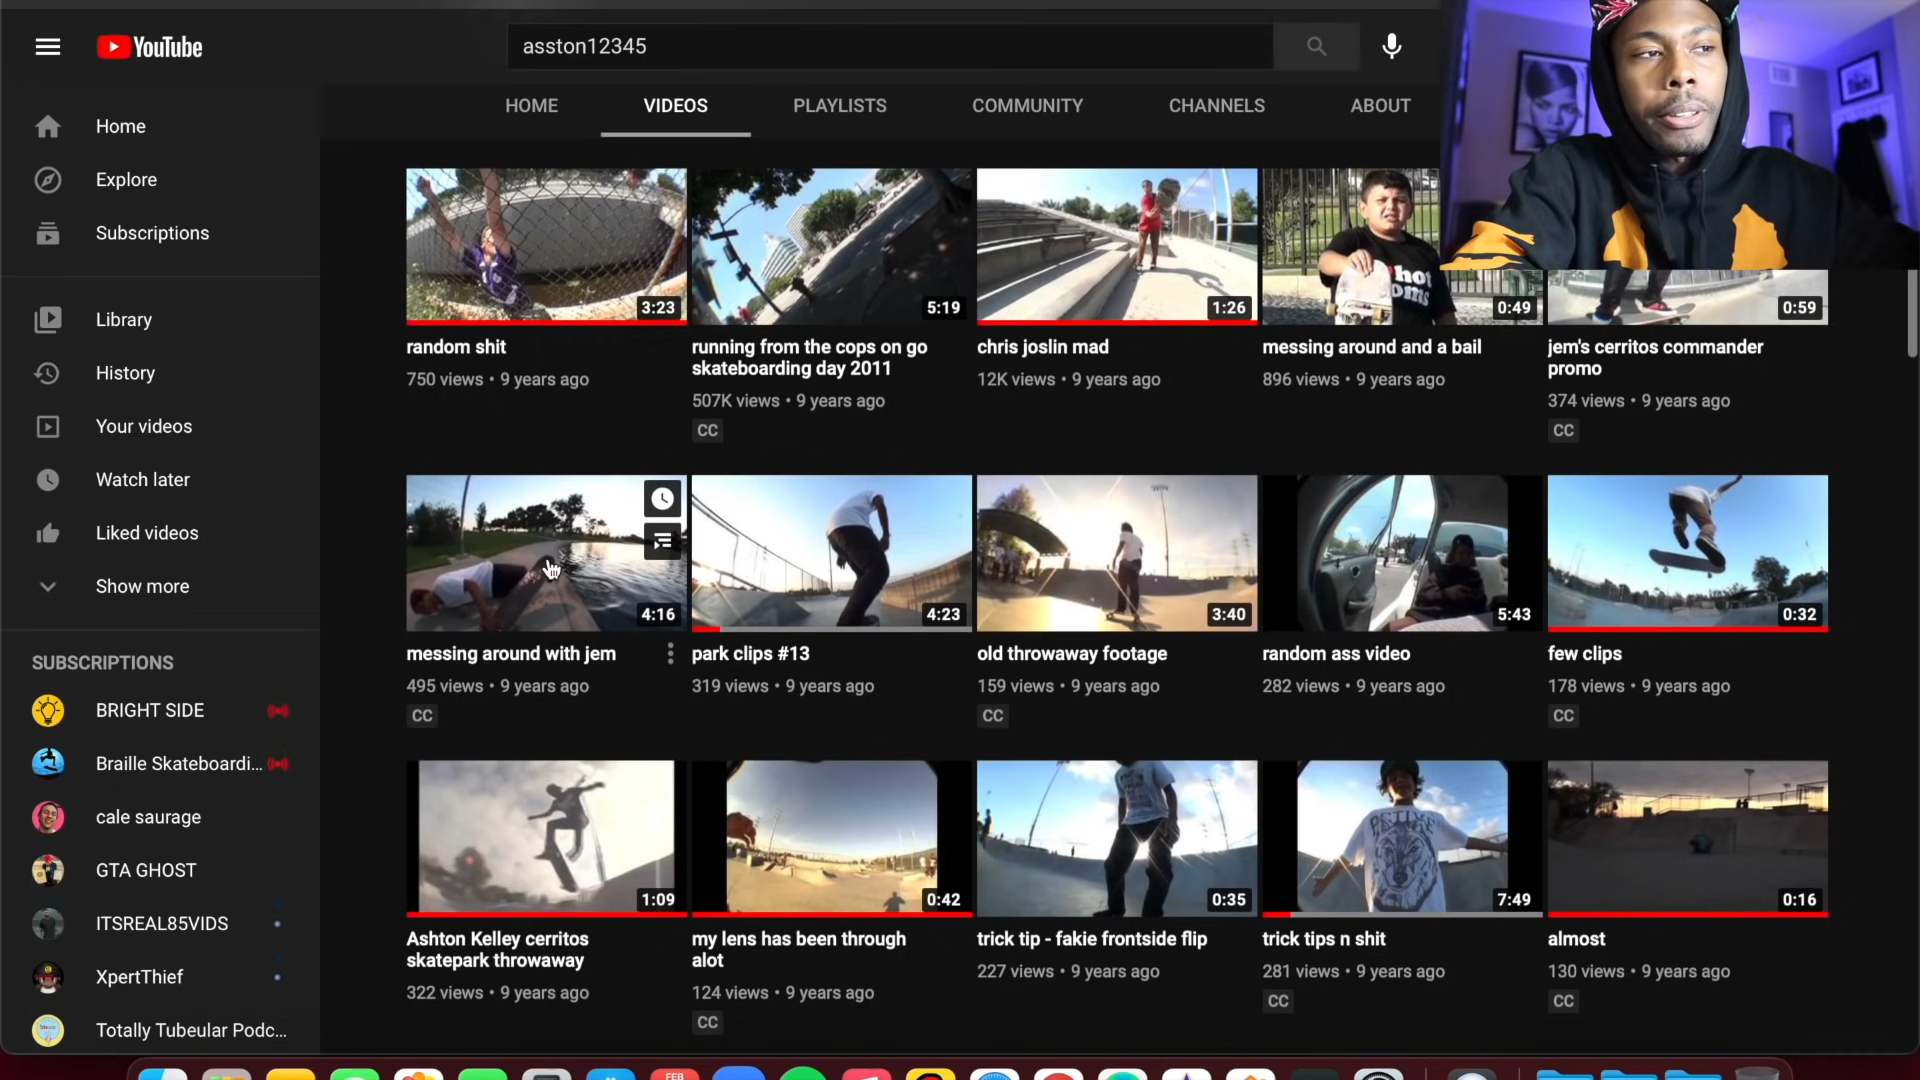 YouTube
asston12345
HOME VIDEOS PLAYLISTS COMMUNITY CHANNELS ABOUT
Home
Explore
Subscriptions
Library
History
Your videos
Watch later
Liked videos
Show more
SUBSCRIPTIONS
BRIGHT SIDE
Braille Skateboardi...
cale saurage
GTA GHOST
ITSREAL85VIDS
XpertThief
Totally Tubeular Podc...
3:23
random shit
750 views • 9 years ago
5:19
running from the cops on go
skateboarding day 2011
507K views • 9 years ago
CC
1:26
chris joslin mad
12K views • 9 years ago
hot
oms
0:49
messing around and a bail
896 views • 9 years ago
0:59
jem's cerritos commander
promo
374 views • 9 years ago
CC
4:16
messing around with jem
495 views • 9 years ago
CC
4:23
park clips #13
319 views • 9 years ago
3:40
old throwaway footage
159 views • 9 years ago
CC
5:43
random ass video
282 views • 9 years ago
0:32
few clips
178 views • 9 years ago
CC
1:09
Ashton Kelley cerritos
skatepark throwaway
322 views • 9 years ago
0:42
my lens has been through
alot
124 views • 9 years ago
CC
0:35
trick tip - fakie frontside flip
227 views • 9 years ago
7:49
trick tips n shit
281 views • 9 years ago
CC
0:16
almost
130 views • 9 years ago
CC
FEB